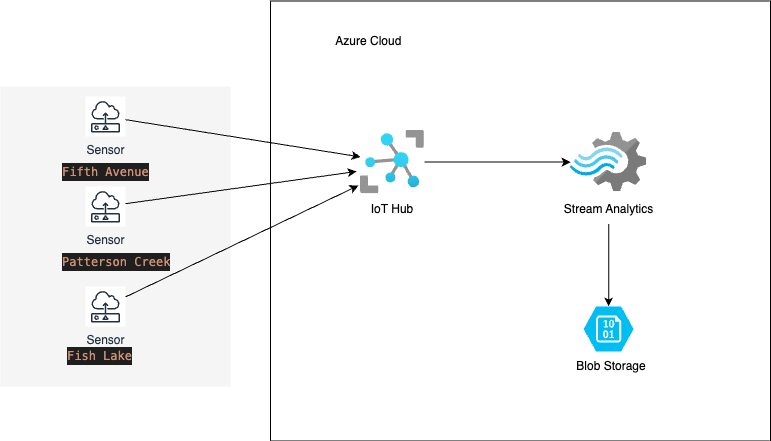 Azure Cloud
Sensor
Fifth Avenue
Sensor
Patterson Creek
Sensor
Fish Lake
IoT Hub
Stream Analytics
10
01
Blob Storage